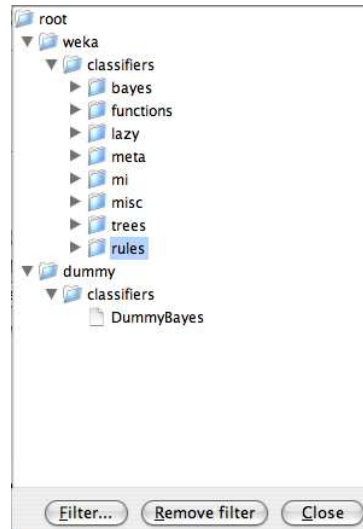 root
weka
classifiers
bayes
functions
lazy
meta
mi
misc
trees
rules
dummy
classifiers
DummyBayes
Filter... Remove filter Close